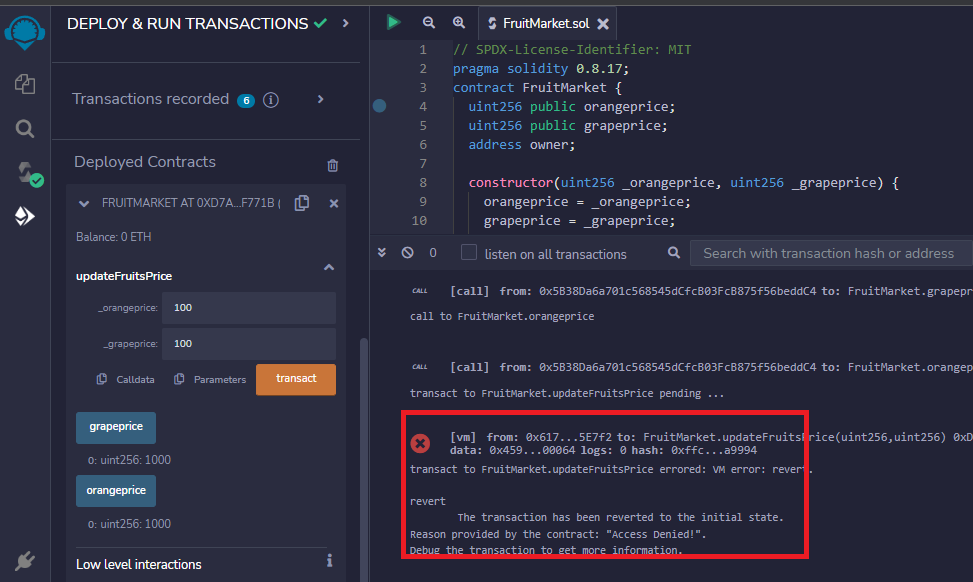 DEPLOY & RUN TRANSACTIONS
Transactions recorded 6 i
Deployed Contracts
FRUITMARKET AT 0XD7A...F771B (
Balance: 0 ETH
updateFruitsPrice
_orangeprice: 100
_grapeprice: 100
Calldata Parameters transact
grapeprice
0: uint256: 1000
orangeprice
0: uint256: 1000
Low level interactions i
FruitMarket.sol
1 // SPDX-License-Identifier: MIT
2 pragma solidity 0.8.17;
3 contract FruitMarket {
4 uint256 public orangeprice;
5 uint256 public grapeprice;
6 address owner;
7
8 constructor(uint256 _orangeprice, uint256 _grapeprice) {
9 orangeprice = _orangeprice;
10 grapeprice = _grapeprice;
0 listen on all transactions Search with transaction hash or address
CALL [call] from: 0x5B38Da6a701c568545dCfcB03FcB875f56beddC4 to: FruitMarket.grapepr
call to FruitMarket.orangeprice
CALL [call] from: 0x5B38Da6a701c568545dCfcB03FcB875f56beddC4 to: FruitMarket.orangep
transact to FruitMarket.updateFruitsPrice pending ...
[vm] from: 0x617...5E7f2 to: FruitMarket.updateFruitsPrice(uint256,uint256) 0xD
data: 0x459...00064 logs: 0 hash: 0xffc...a9994
transact to FruitMarket.updateFruitsPrice errored: VM error: revert.
revert
The transaction has been reverted to the initial state.
Reason provided by the contract: "Access Denied!".
Debug the transaction to get more information.